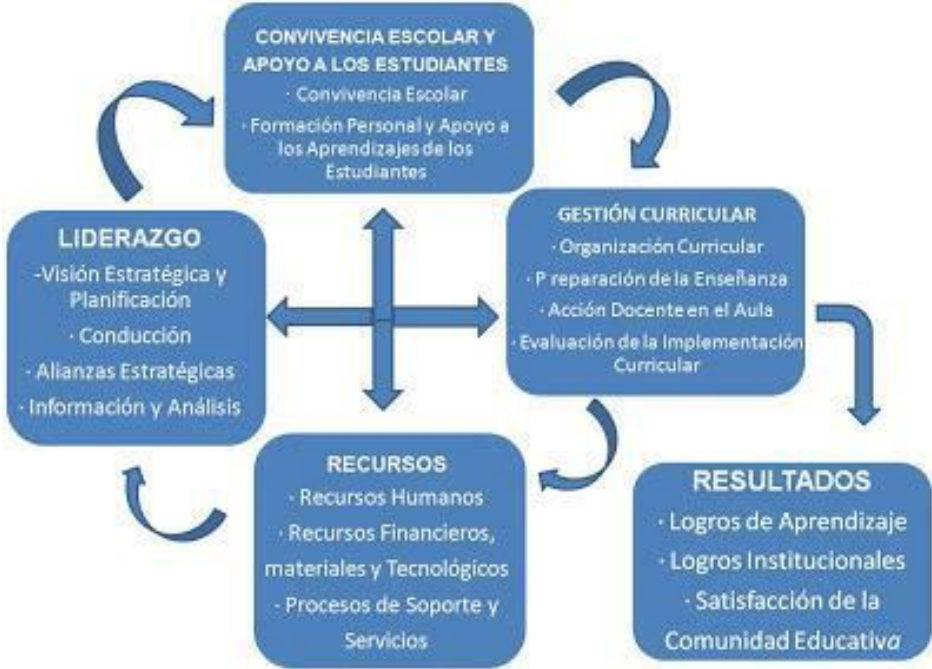 CONVIVENCIA ESCOLAR Y
APOYO A LOS ESTUDIANTES
· Convivencia Escolar
· Formación Personal y Apoyo a
los Aprendizajes de los
Estudiantes
LIDERAZGO
-Visión Estratégica y
Planificación
· Conducción
· Alianzas Estratégicas
· Información y Análisis
GESTIÓN CURRICULAR
· Organización Curricular
· P reparación de la Enseñanza
· Acción Docente en el Aula
· Evaluación de la Implementación
Curricular
RECURSOS
· Recursos Humanos
· Recursos Financieros,
materiales y Tecnológicos
· Procesos de Soporte y
Servicios
RESULTADOS
· Logros de Aprendizaje
· Logros Institucionales
· Satisfacción de la
Comunidad Educativa